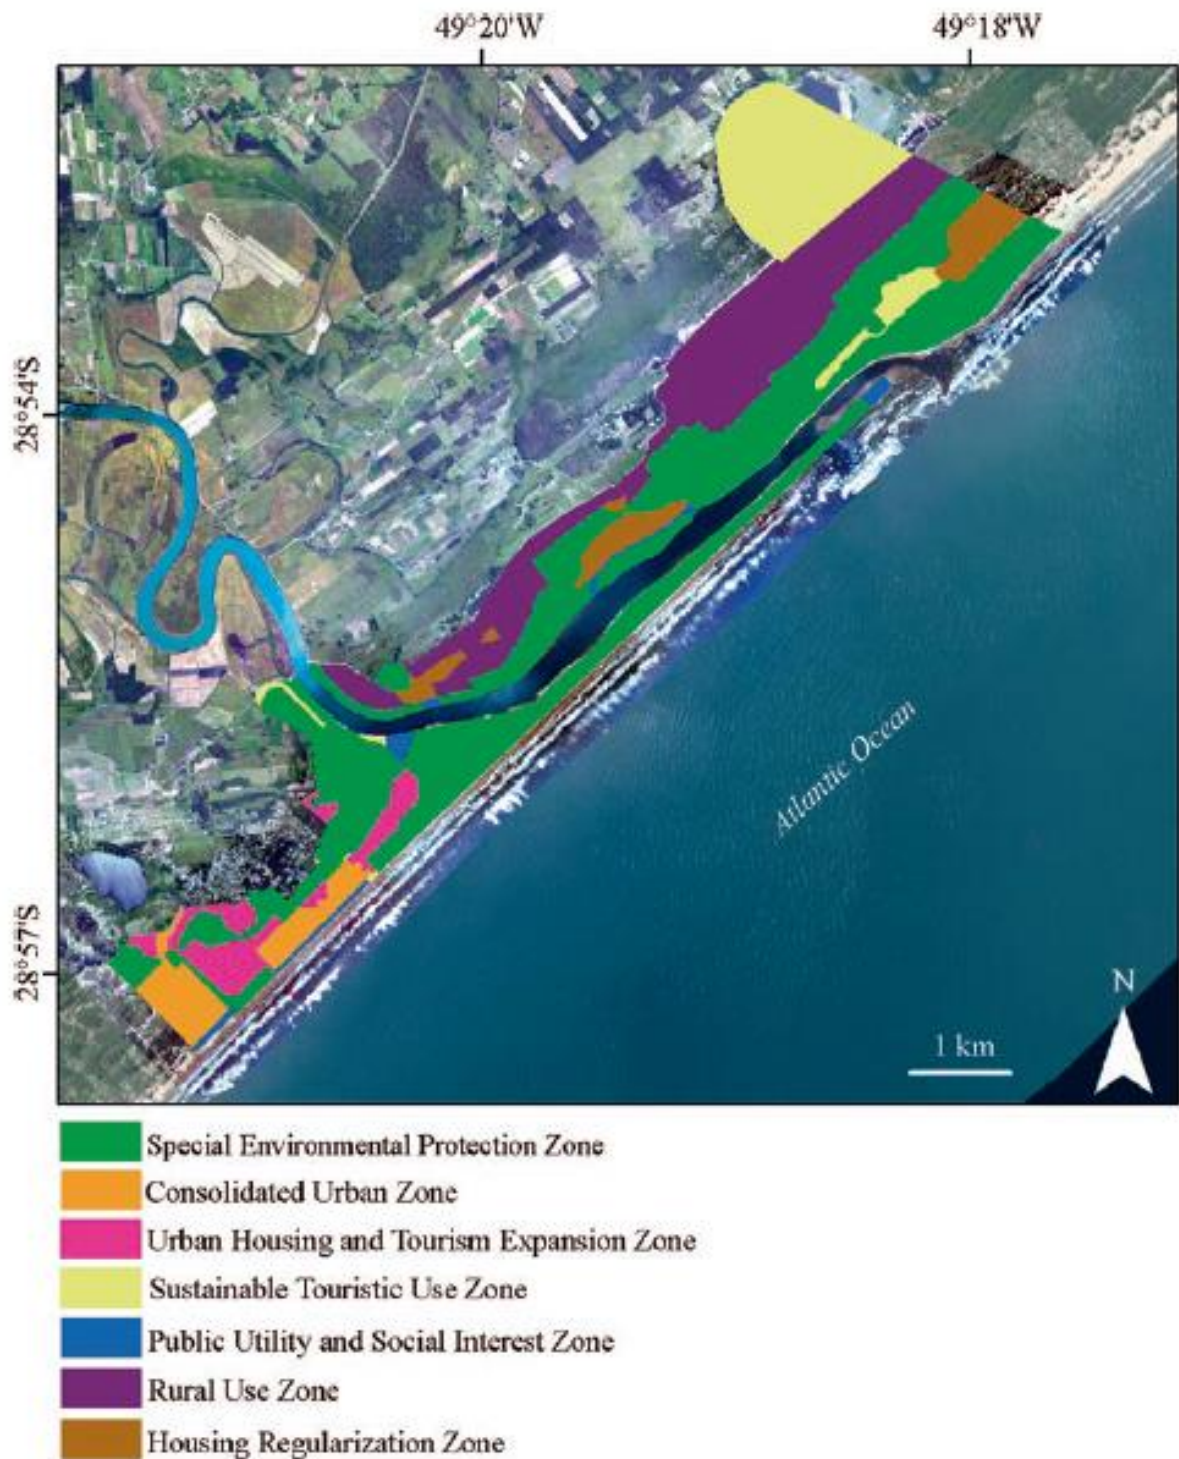 49°20'W
49°18'W
28°54'S
28°57'S
Atlantic Ocean
N
1 km
Special Environmental Protection Zone
Consolidated Urban Zone
Urban Housing and Tourism Expansion Zone
Sustainable Touristic Use Zone
Public Utility and Social Interest Zone
Rural Use Zone
Housing Regularization Zone